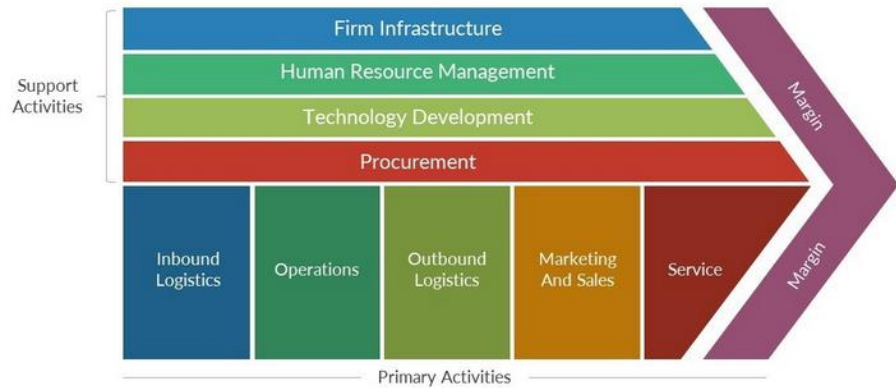 Firm Infrastructure
Human Resource Management
Support
Activities
Technology Development
Procurement
Margin
Inbound
Logistics
Operations
Outbound
Logistics
Marketing
And Sales
Service
Margin
Primary Activities